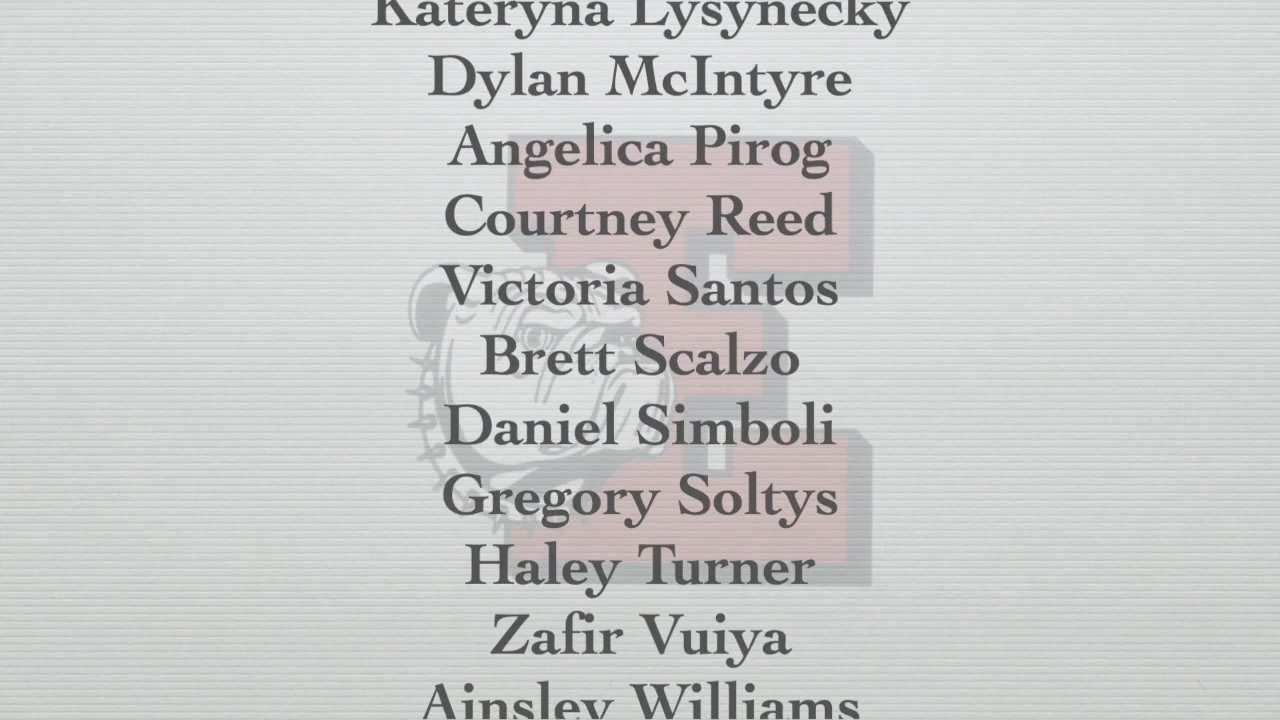 Kateryna Lysynecky
Dylan McIntyre
Angelica Pirog
Courtney Reed
Victoria Santos
Brett Scalzo
Daniel Simboli
Gregory Soltys
Haley Turner
Zafir Vuiya
Ainsley Williams